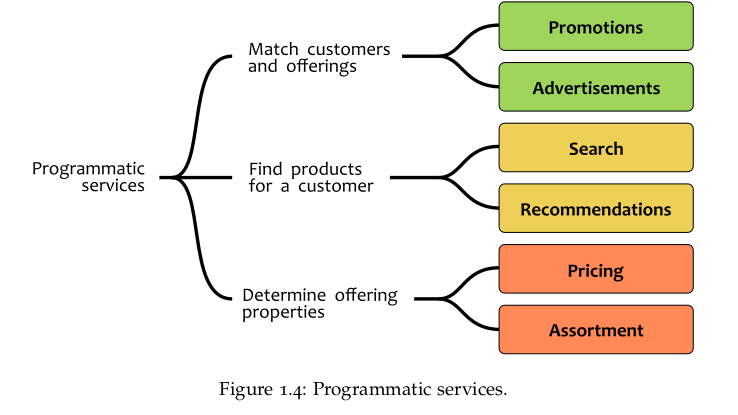 Programmatic
services
Match customers
and offerings
Promotions
Advertisements
Find products
for a customer
Search
Recommendations
Determine offering
properties
Pricing
Assortment
Figure 1.4: Programmatic services.